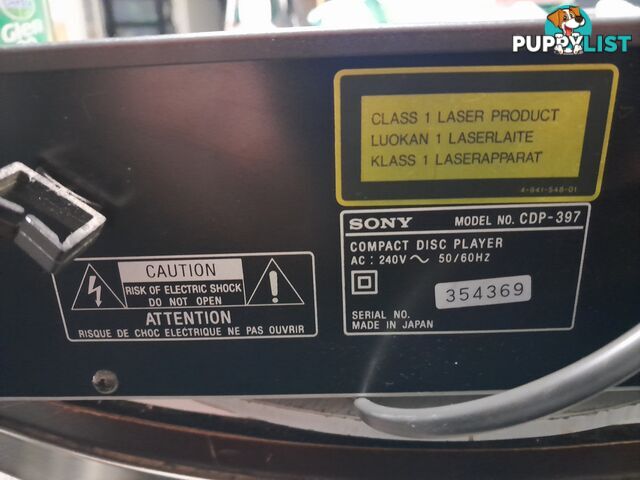 Glen
PUPPYLIST
CLASS 1 LASER PRODUCT
LUOKAN 1 LASERLAITE
KLASS 1 LASERAPPARAT
4-941-548-01
SONY MODEL NO. CDP-397
COMPACT DISC PLAYER
AC : 240V ~ 50/60HZ
354369
SERIAL NO.
MADE IN JAPAN
CAUTION
RISK OF ELECTRIC SHOCK
DO NOT OPEN
ATTENTION
RISQUE DE CHOC ELECTRIQUE NE PAS OUVRIR